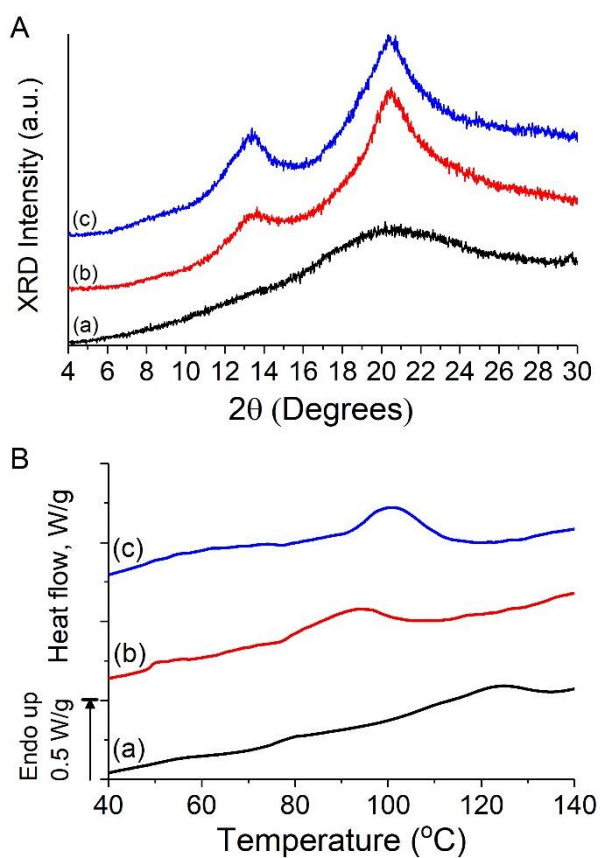 A
XRD Intensity (a.u.)
(c)
(b)
(a)
4 6 8 10 12 14 16 18 20 22 24 26 28 30
2θ (Degrees)
B
Heat flow, W/g
Endo up
0.5 W/g
(c)
(b)
(a)
40 60 80 100 120 140
Temperature (°C)